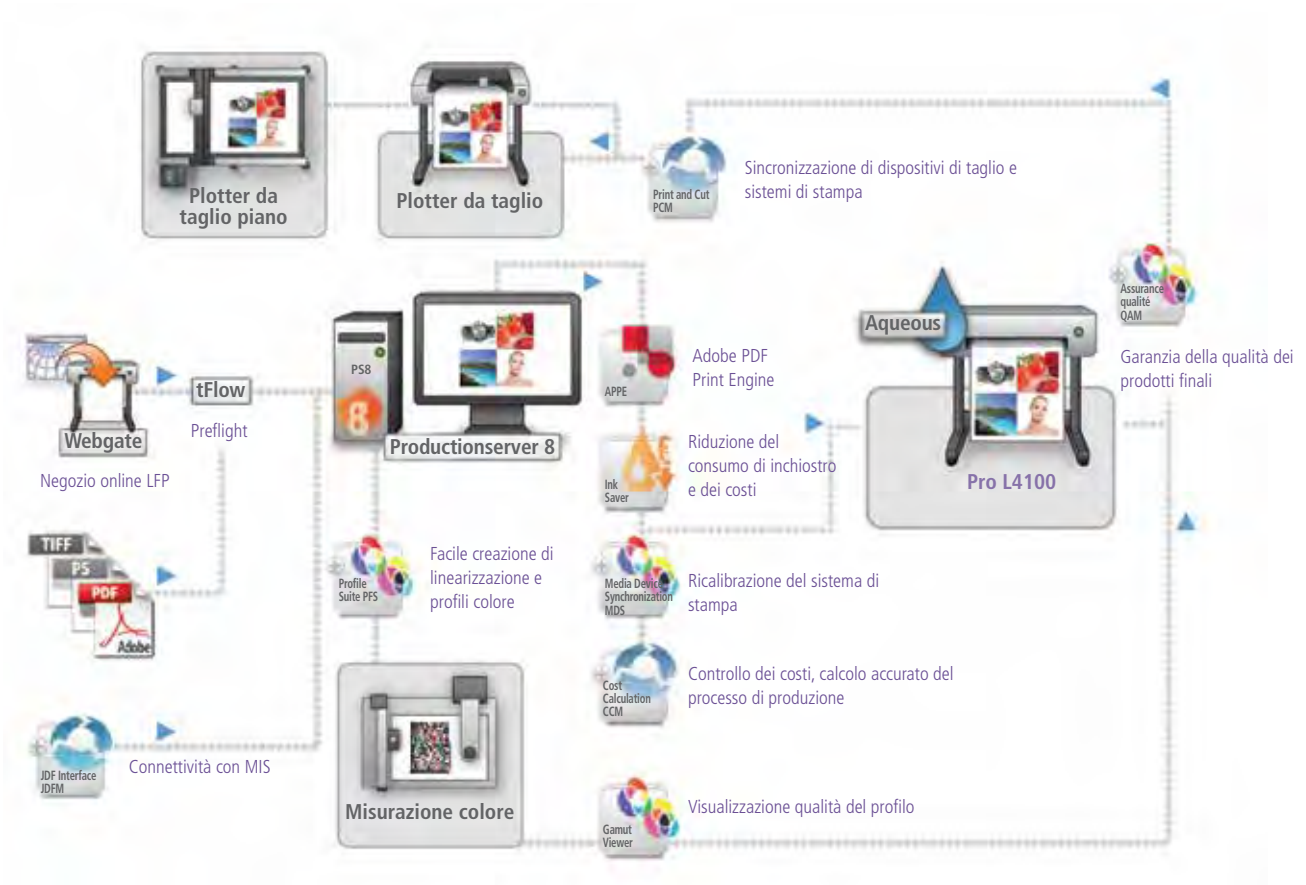 Plotter da
taglio piano
Plotter da taglio
Print and Cut
PCM
Sincronizzazione di dispositivi di taglio e
sistemi di stampa
Assurance
qualité
QAM
Garanzia della qualità dei
prodotti finali
Webgate
Negozio online LFP
tFlow
Preflight
PS8
8
Productionserver 8
APPE
Adobe PDF
Print Engine
Ink
Saver
Riduzione del
consumo di inchiostro
e dei costi
Aqueous
Pro L4100
TIFF
PS
PDF
Adobe
Profile
Suite PFS
Facile creazione di
linearizzazione e
profili colore
Media Device
Synchronization
MDS
Ricalibrazione del sistema di
stampa
Cost
Calculation
CCM
Controllo dei costi, calcolo accurato del
processo di produzione
JDF Interface
JDFM
Connettività con MIS
Misurazione colore
Gamut
Viewer
Visualizzazione qualità del profilo